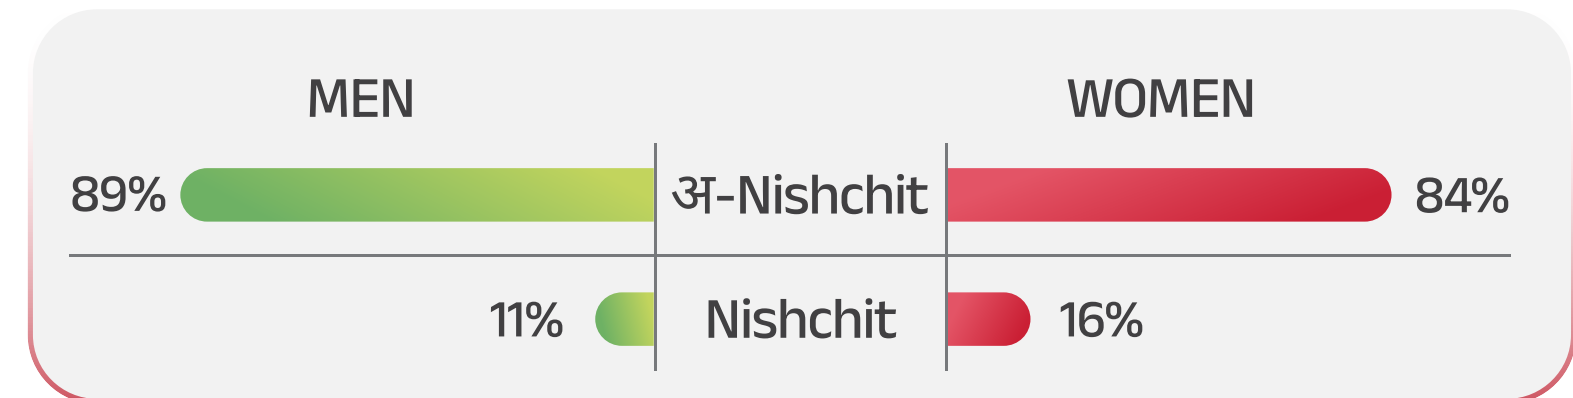 MEN WOMEN
89% अ-Nishchit 84%
11% Nishchit 16%